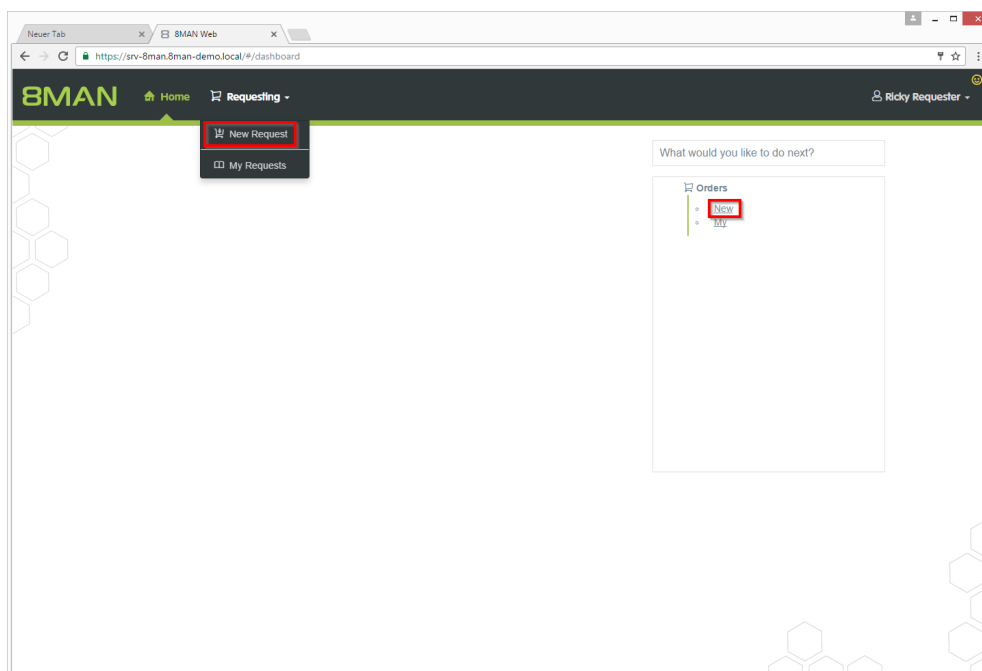 Neuer Tab
8MAN Web
https://srv-8man.8man-demo.local/#/dashboard
8MAN
Home
Requesting
Ricky Requester
New Request
My Requests
What would you like to do next?
Orders
New
My